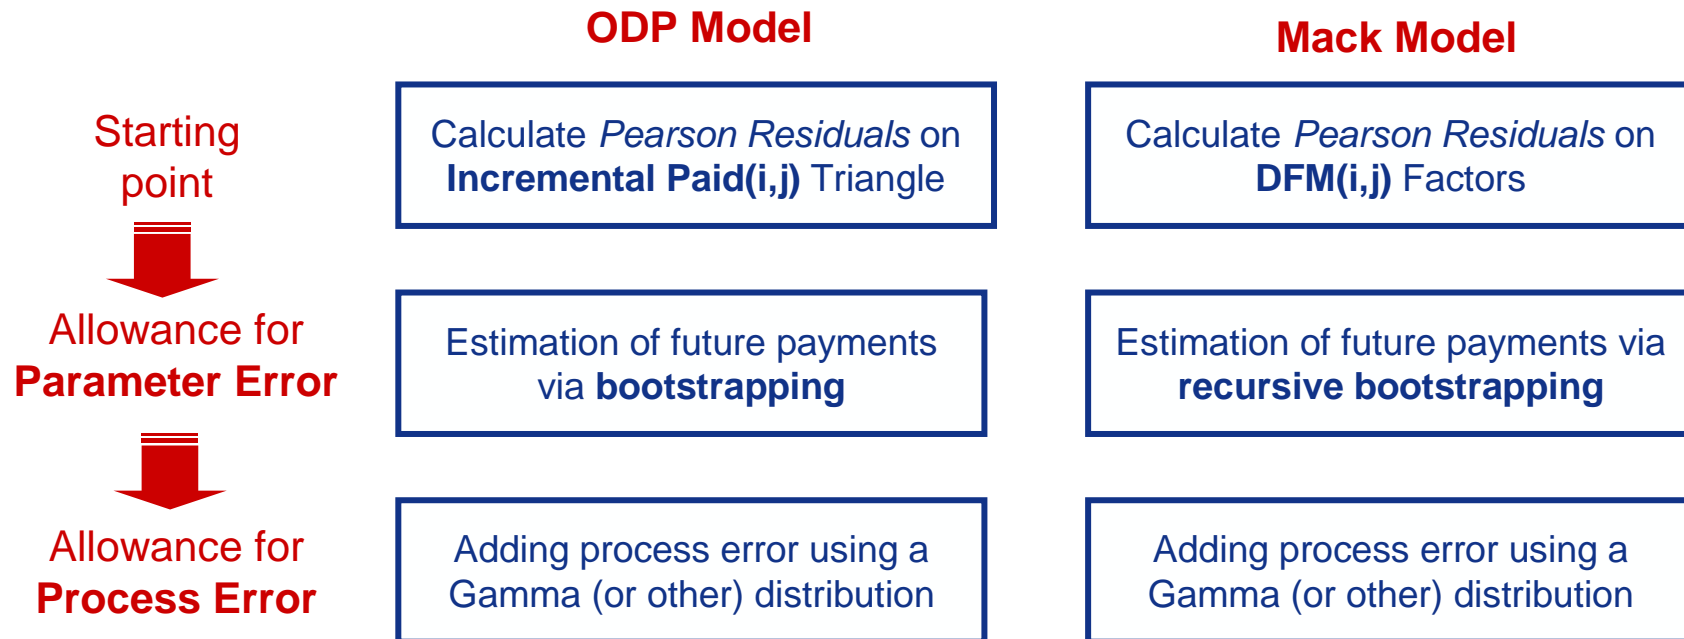 ODP Model
Mack Model
Starting
point
Calculate Pearson Residuals on
Incremental Paid(i,j) Triangle
Calculate Pearson Residuals on
DFM(i,j) Factors
Allowance for
Parameter Error
Estimation of future payments
via bootstrapping
Estimation of future payments via
recursive bootstrapping
Allowance for
Process Error
Adding process error using a
Gamma (or other) distribution
Adding process error using a
Gamma (or other) distribution